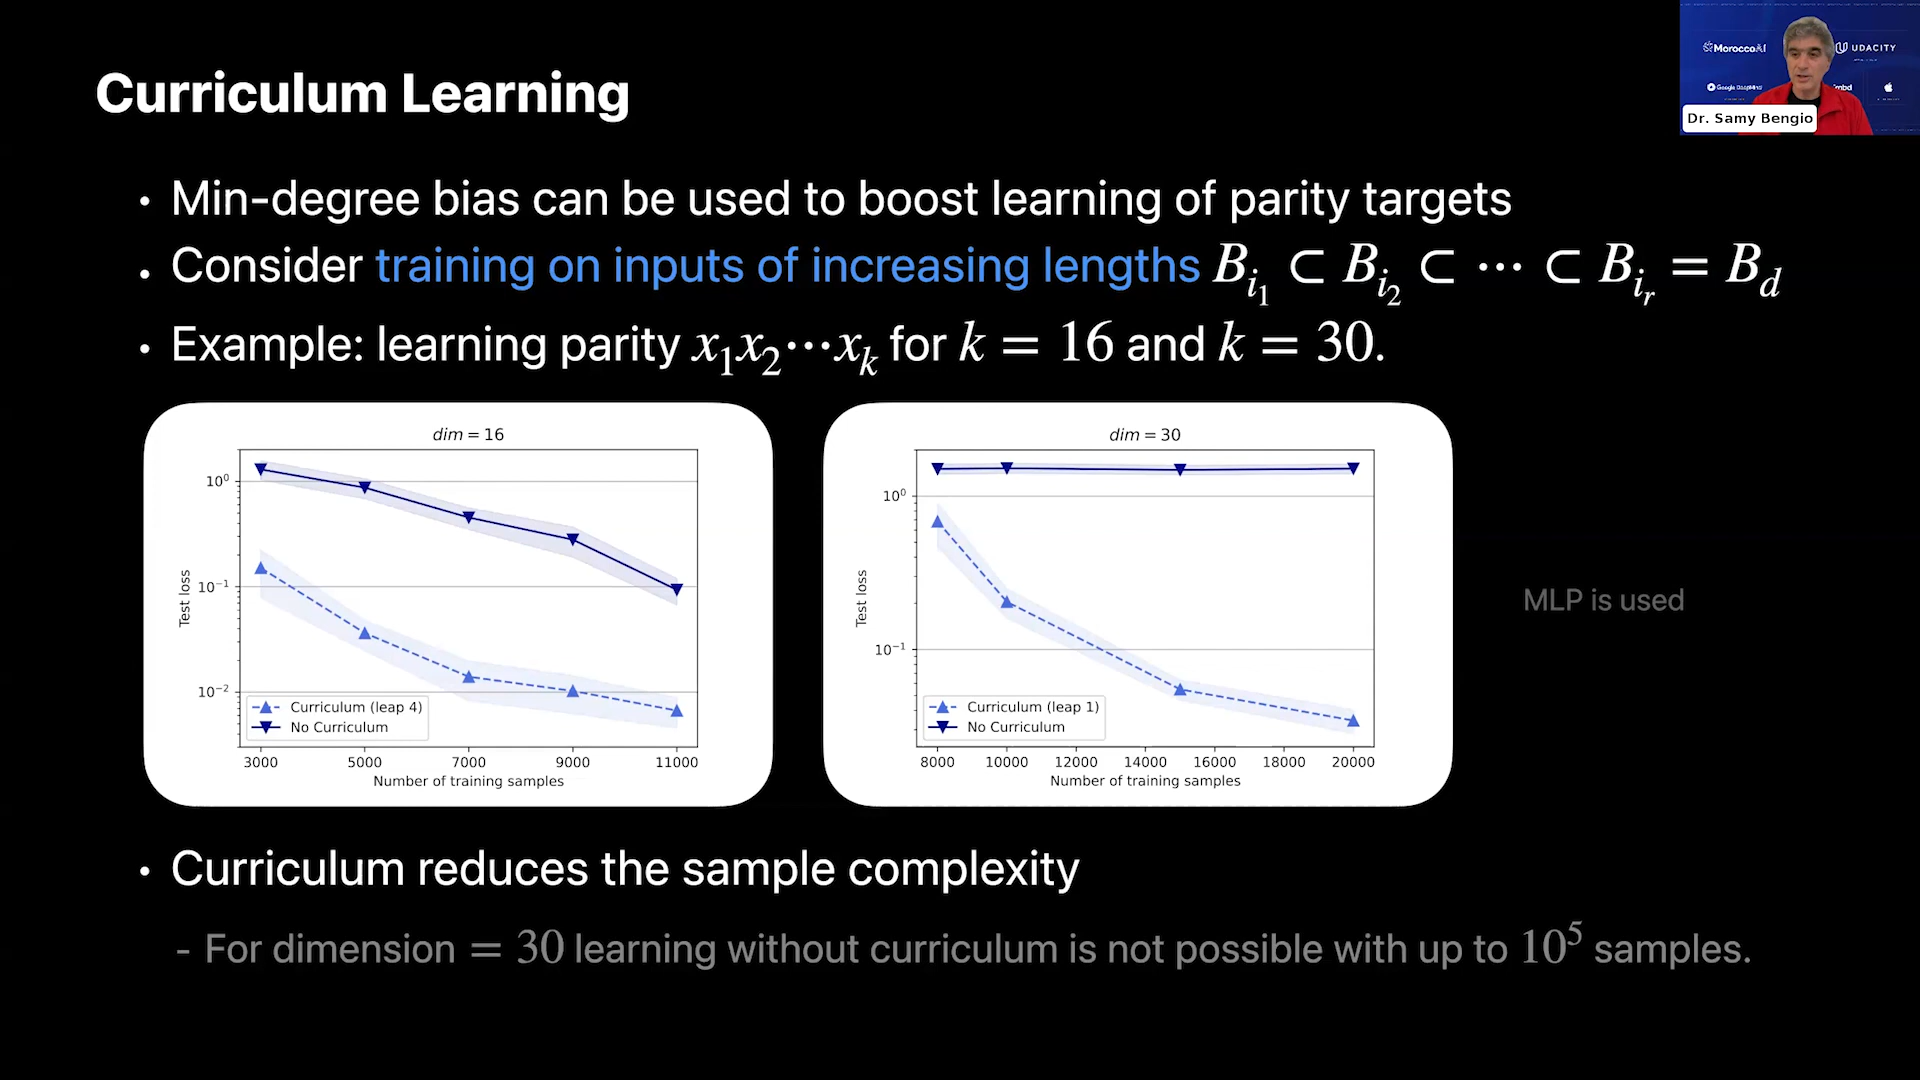 MoroccoAI
UDACITY
Google DeepMind
Dr. Samy Bengio
Curriculum Learning
• Min-degree bias can be used to boost learning of parity targets
• Consider training on inputs of increasing lengths B_{i_1} ⊂ B_{i_2} ⊂ ⋯ ⊂ B_{i_r} = B_d
• Example: learning parity x_1x_2⋯x_k for k = 16 and k = 30.
dim = 16
10^0
10^{-1}
10^{-2}
Test loss
Curriculum (leap 4)
No Curriculum
3000 5000 7000 9000 11000
Number of training samples
dim = 30
10^0
10^{-1}
Test loss
Curriculum (leap 1)
No Curriculum
8000 10000 12000 14000 16000 18000 20000
Number of training samples
MLP is used
• Curriculum reduces the sample complexity
- For dimension = 30 learning without curriculum is not possible with up to 10^5 samples.